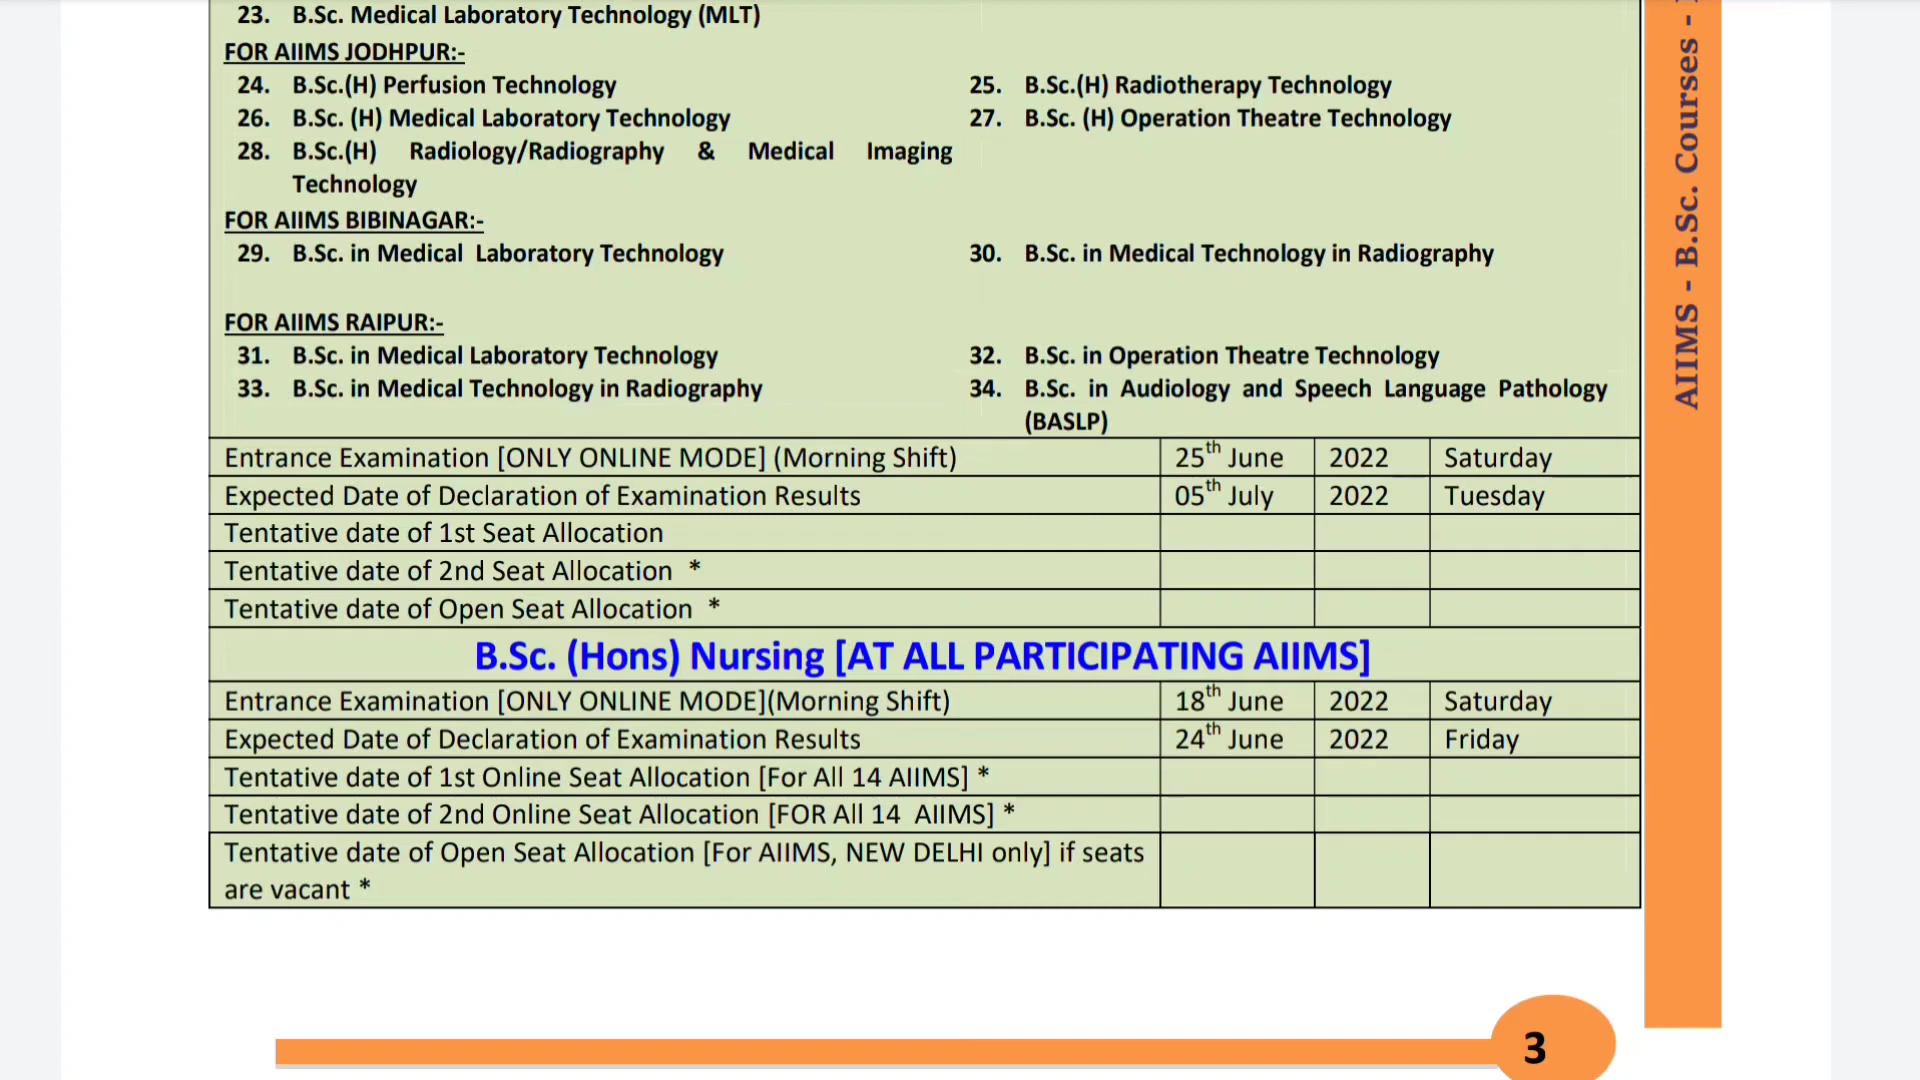 23. B.Sc. Medical Laboratory Technology (MLT)
FOR AIIMS JODHPUR:-
24. B.Sc.(H) Perfusion Technology 25. B.Sc.(H) Radiotherapy Technology
26. B.Sc. (H) Medical Laboratory Technology 27. B.Sc. (H) Operation Theatre Technology
28. B.Sc.(H) Radiology/Radiography & Medical Imaging
Technology
FOR AIIMS BIBINAGAR:-
29. B.Sc. in Medical Laboratory Technology 30. B.Sc. in Medical Technology in Radiography
FOR AIIMS RAIPUR:-
31. B.Sc. in Medical Laboratory Technology 32. B.Sc. in Operation Theatre Technology
33. B.Sc. in Medical Technology in Radiography 34. B.Sc. in Audiology and Speech Language Pathology
(BASLP)
Entrance Examination [ONLY ONLINE MODE] (Morning Shift) 25th June 2022 Saturday
Expected Date of Declaration of Examination Results 05th July 2022 Tuesday
Tentative date of 1st Seat Allocation
Tentative date of 2nd Seat Allocation *
Tentative date of Open Seat Allocation *
B.Sc. (Hons) Nursing [AT ALL PARTICIPATING AIIMS]
Entrance Examination [ONLY ONLINE MODE](Morning Shift) 18th June 2022 Saturday
Expected Date of Declaration of Examination Results 24th June 2022 Friday
Tentative date of 1st Online Seat Allocation [For All 14 AIIMS] *
Tentative date of 2nd Online Seat Allocation [FOR All 14 AIIMS] *
Tentative date of Open Seat Allocation [For AIIMS, NEW DELHI only] if seats
are vacant *
AIIMS - B.Sc. Courses -
3